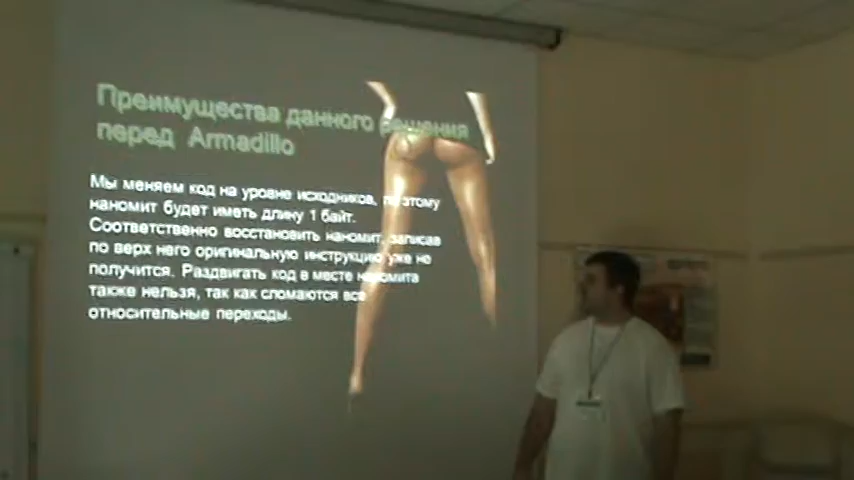 Преимущества данного решения
перед Armadillo
Мы меняем код на уровне исходников, поэтому
наномит будет иметь длину 1 байт.
Соответственно восстановить наномит, записав
по верх него оригинальную инструкцию уже не
получится. Раздвигать код в месте наномита
также нельзя, так как сломаются все
относительные переходы.